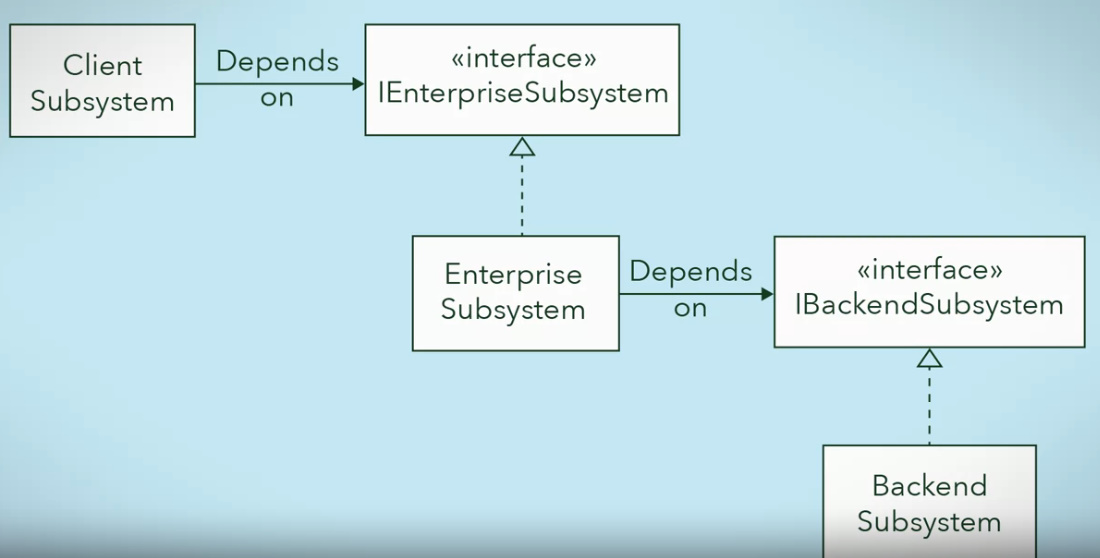 Client
Subsystem
Depends
on
«interface»
IEnterpriseSubsystem
Enterprise
Subsystem
Depends
on
«interface»
IBackendSubsystem
Backend
Subsystem